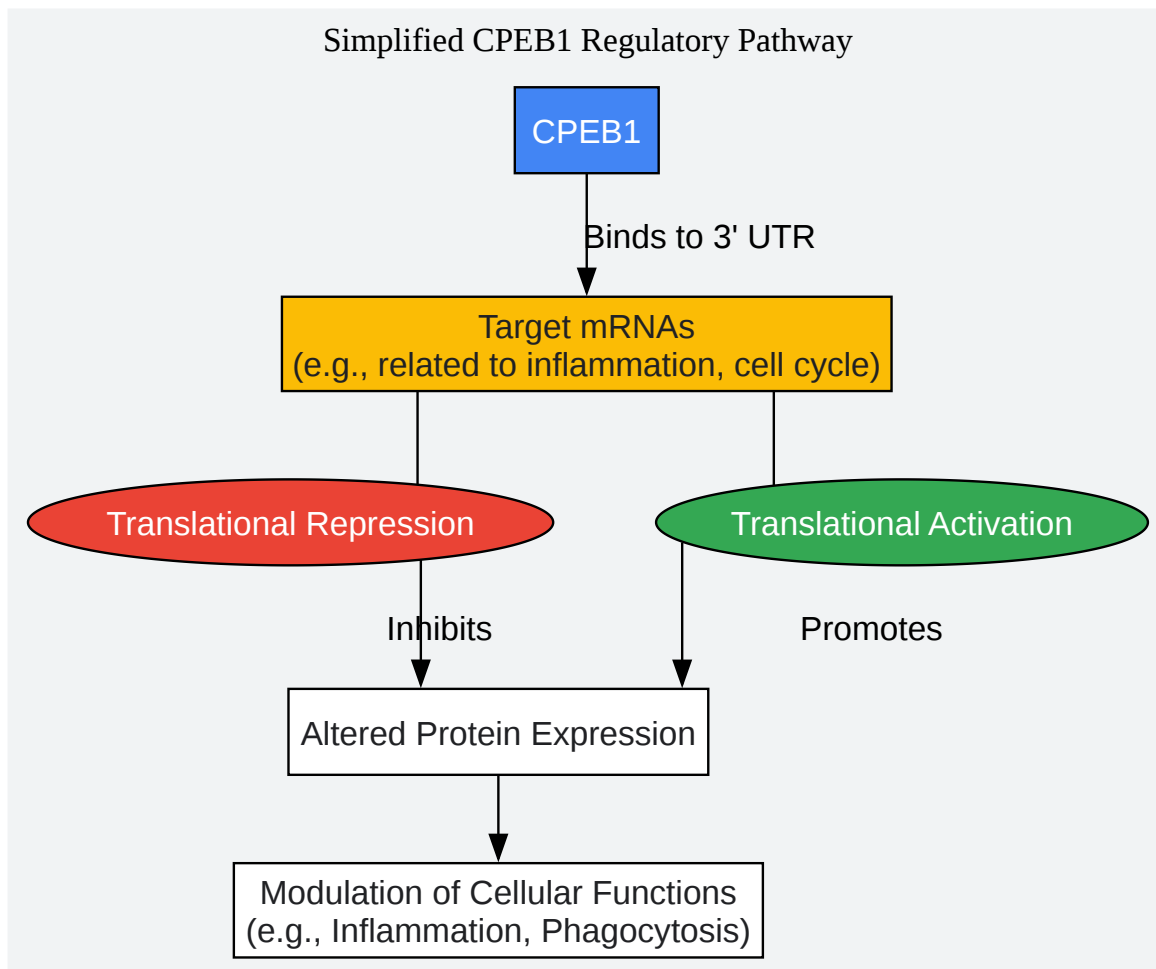 Simplified CPEB1 Regulatory Pathway
CPEB1
Binds to 3' UTR
Target mRNAs
(e.g., related to inflammation, cell cycle)
Translational Repression
Translational Activation
Inhibits
Promotes
Altered Protein Expression
Modulation of Cellular Functions
(e.g., Inflammation, Phagocytosis)